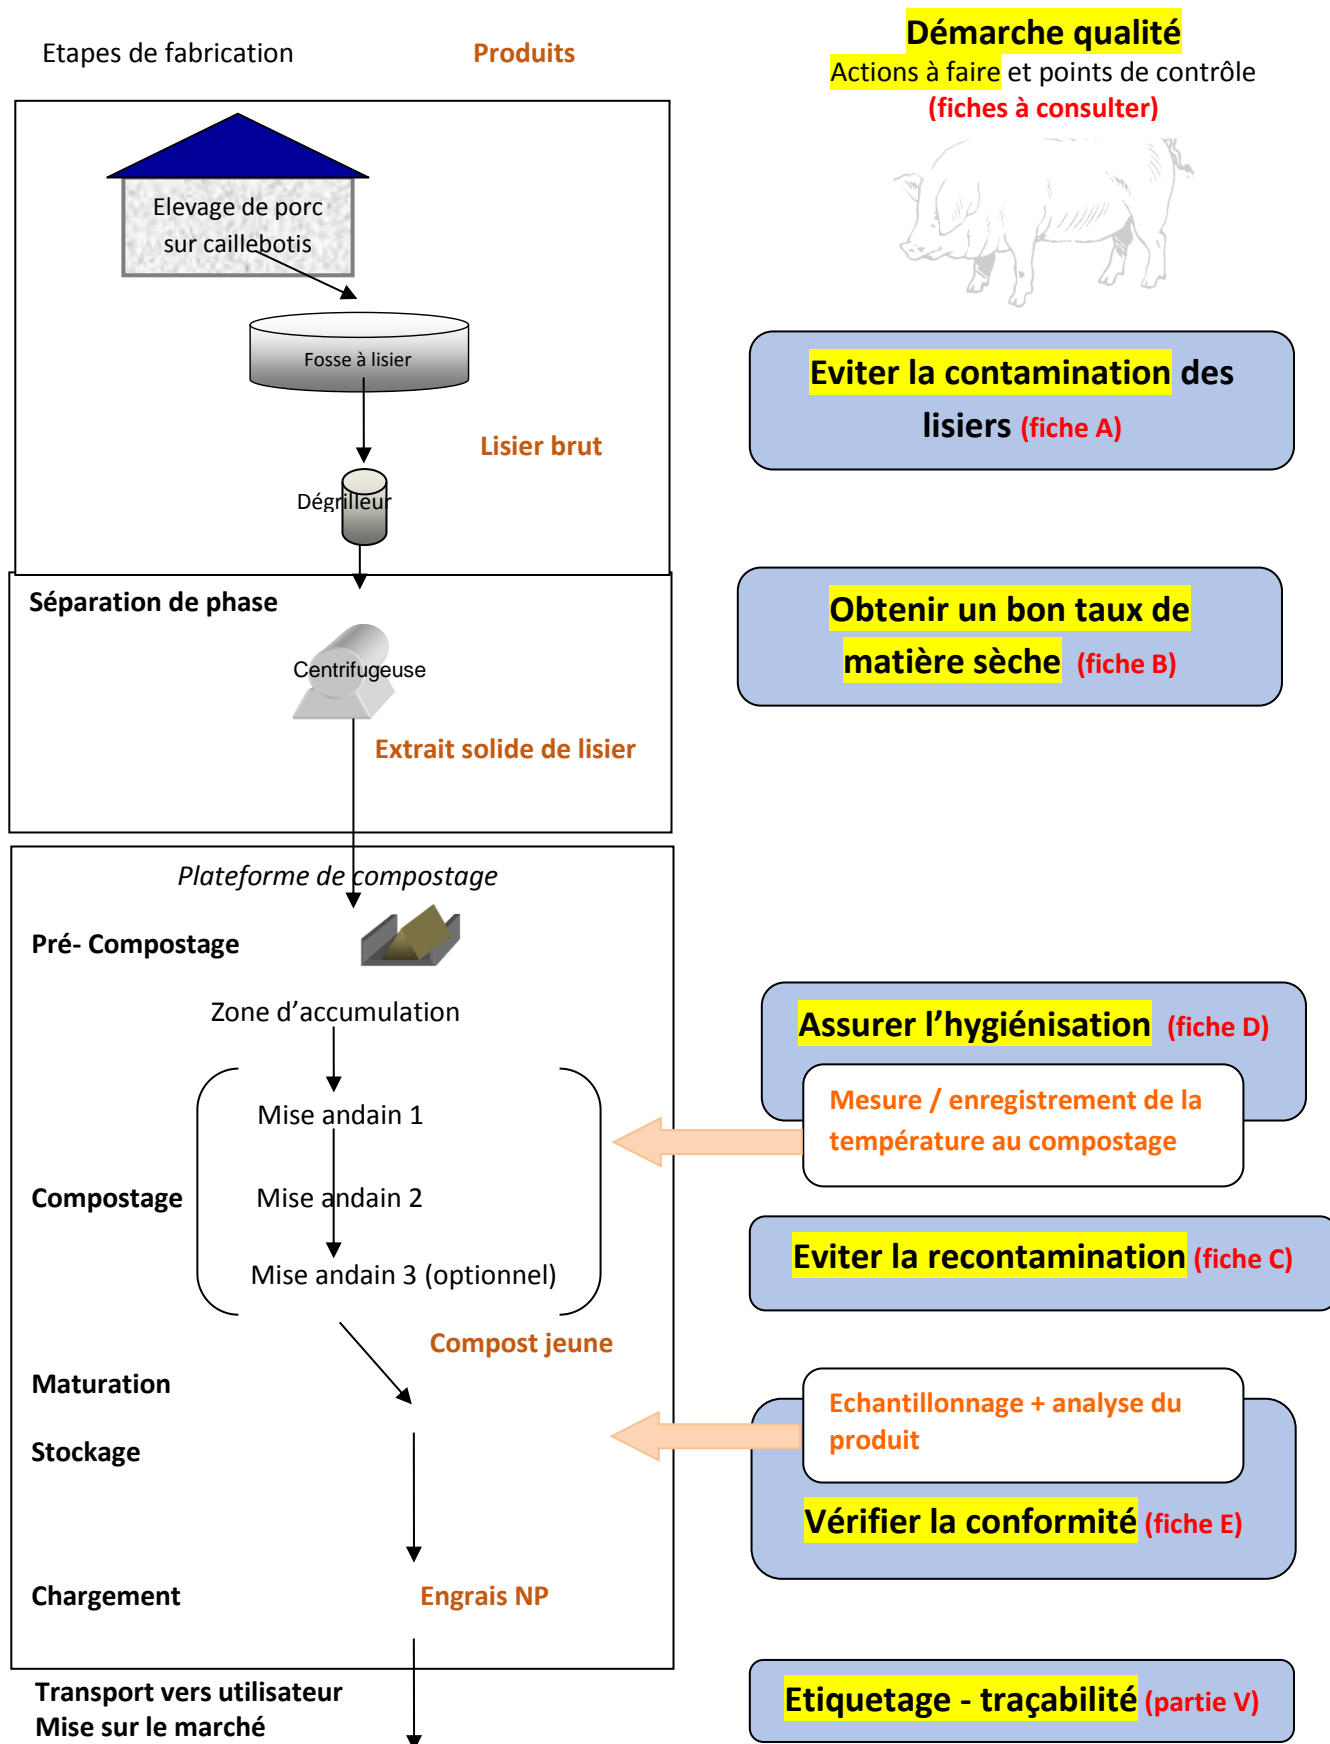 Etapes de fabrication
Produits
Démarche qualité
Actions à faire et points de contrôle
(fiches à consulter)
Elevage de porc
sur caillebotis
Fosse à lisier
Eviter la contamination des
lisiers (fiche A)
Lisier brut
Dégrilleur
Séparation de phase
Obtenir un bon taux de
matière sèche (fiche B)
Centrifugeuse
Extrait solide de lisier
Plateforme de compostage
Pré- Compostage
Zone d’accumulation
Assurer l’hygiénisation (fiche D)
Mesure / enregistrement de la
température au compostage
Mise andain 1
Compostage
Mise andain 2
Eviter la recontamination (fiche C)
Mise andain 3 (optionnel)
Compost jeune
Maturation
Echantillonnage + analyse du
produit
Stockage
Vérifier la conformité (fiche E)
Chargement
Engrais NP
Transport vers utilisateur
Mise sur le marché
Etiquetage - traçabilité (partie V)